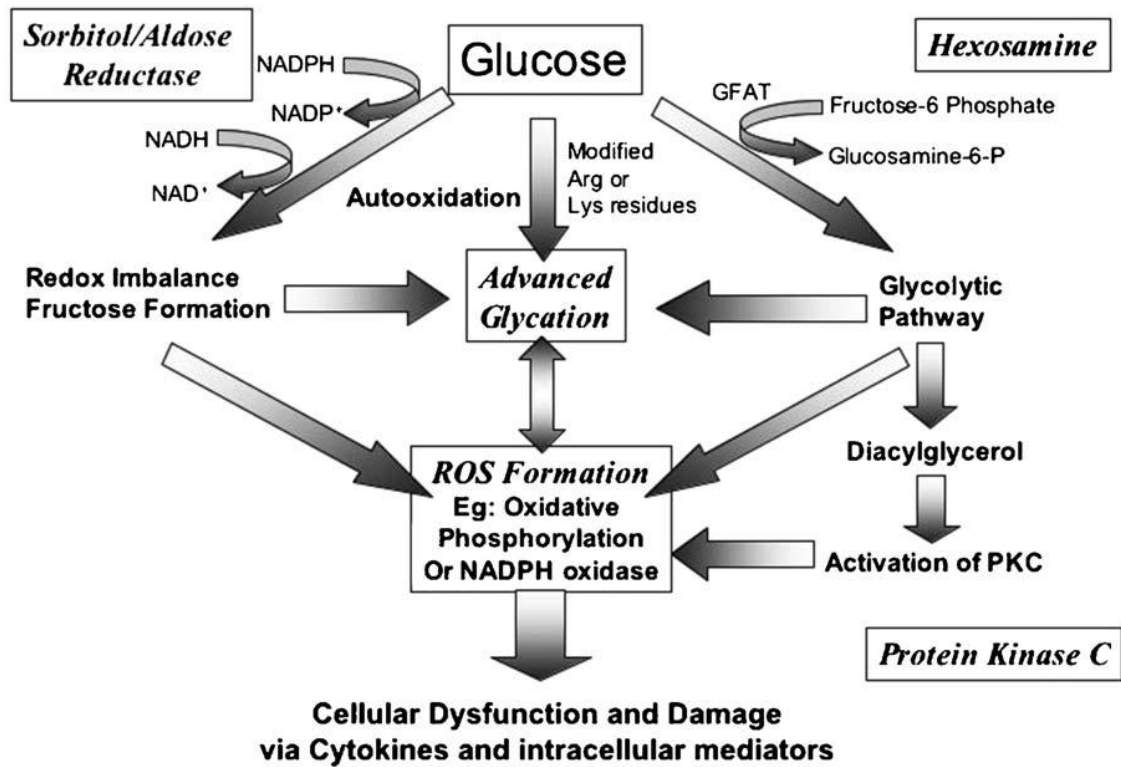 Sorbitol/Aldose
Reductase
NADPH
NADP⁺
NADH
NAD⁺
Glucose
Hexosamine
GFAT
Fructose-6 Phosphate
Glucosamine-6-P
Autooxidation
Modified
Arg or
Lys residues
Redox Imbalance
Fructose Formation
Advanced
Glycation
Glycolytic
Pathway
ROS Formation
Eg: Oxidative
Phosphorylation
Or NADPH oxidase
Diacylglycerol
Activation of PKC
Protein Kinase C
Cellular Dysfunction and Damage
via Cytokines and intracellular mediators